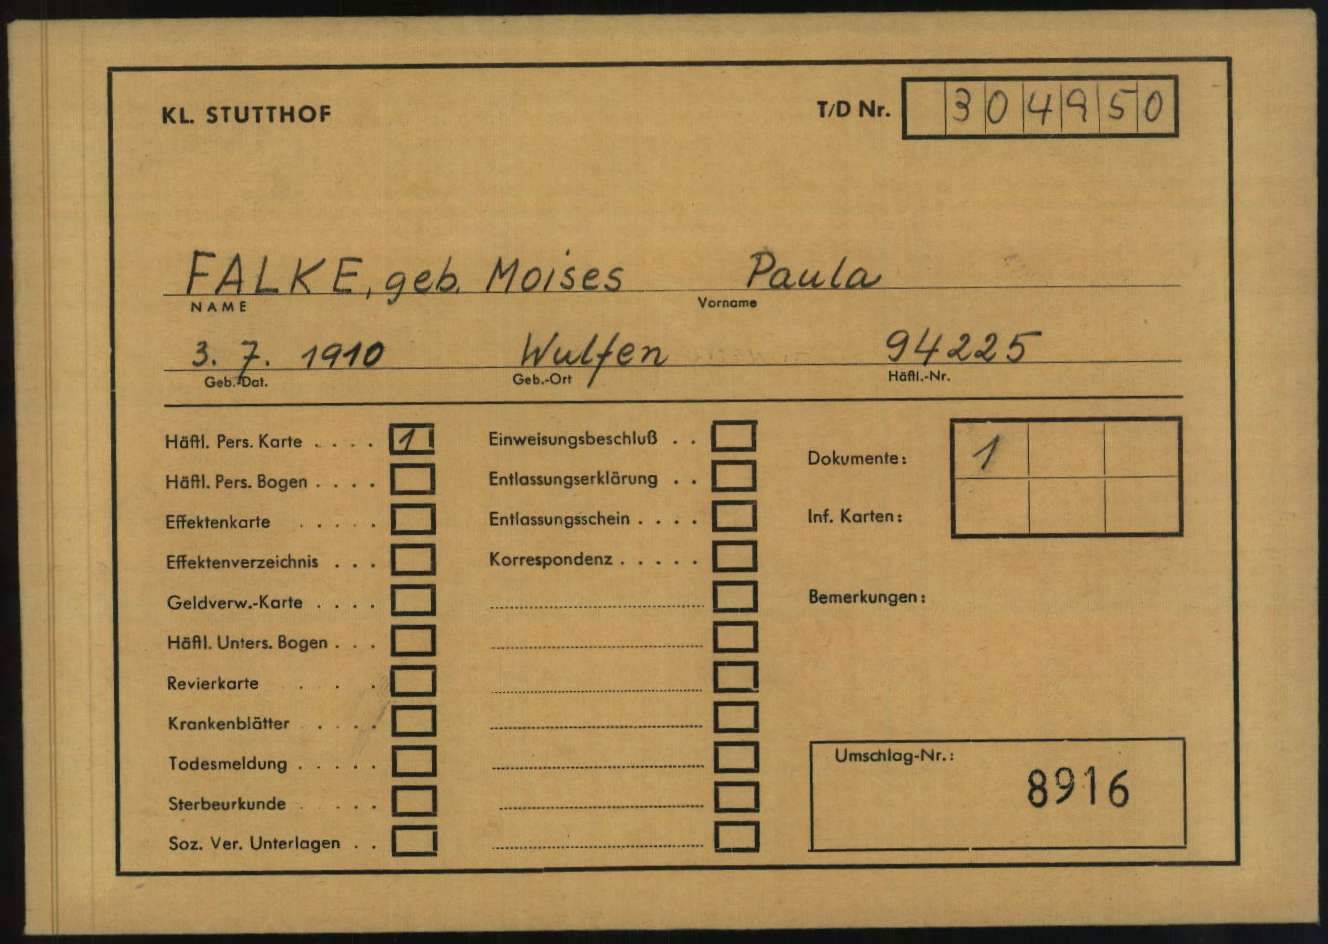 KL. STUTTHOF
T/D Nr. 304950
FALKE, geb. Moises Paula
NAME Vorname
3. 7. 1910 Wulfen 94225
Geb.-Dat. Geb.-Ort Häftl.-Nr.
Häftl. Pers. Karte . . . . 1
Häftl. Pers. Bogen . . . .
Effektenkarte . . . . .
Effektenverzeichnis . . .
Geldverw.-Karte . . . .
Häftl. Unters. Bogen . . .
Revierkarte . . . .
Krankenblätter . . . .
Todesmeldung . . . . .
Sterbeurkunde . . . . .
Soz. Ver. Unterlagen . .
Einweisungsbeschluß . .
Entlassungserklärung . .
Entlassungsschein . . . .
Korrespondenz . . . . .
Dokumente: 1
Inf. Karten:
Bemerkungen:
Umschlag-Nr.:
8916